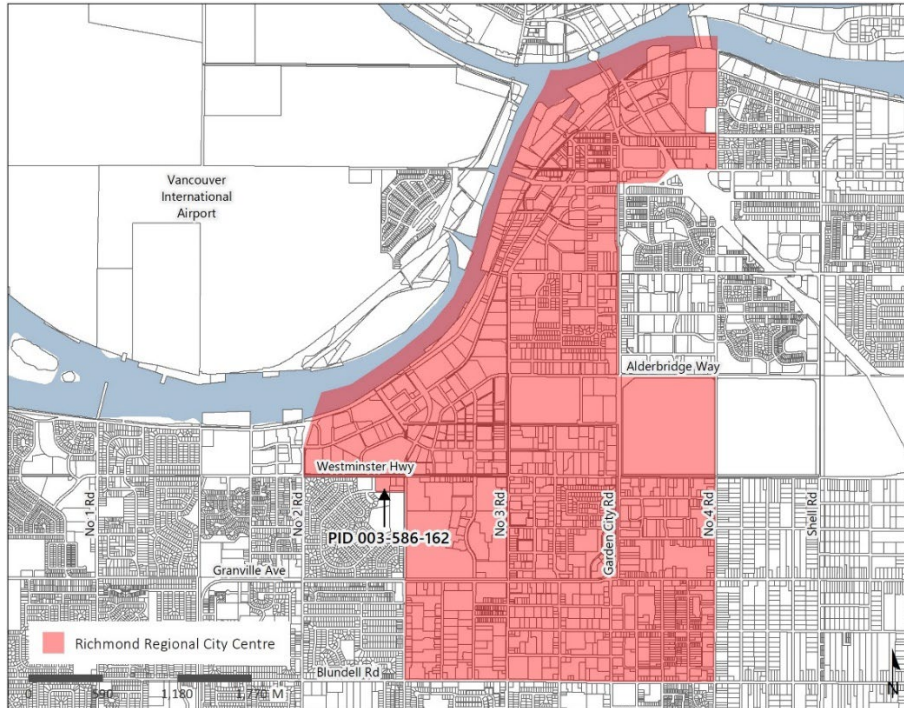 Vancouver
International
Airport
Alderbridge Way
Westminster Hwy
No 1 Rd
No 2 Rd
No 3 Rd
Garden City Rd
No 4 Rd
Shell Rd
PID 003-586-162
Granville Ave
Richmond Regional City Centre
Blundell Rd
0 590 1,180 1,770 M
N